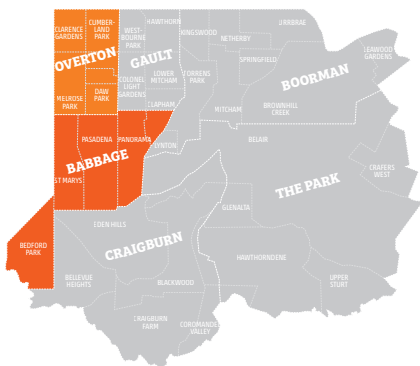 CLARENCE
GARDENS
CUMBER-
LAND
PARK
HAWTHORN
WEST-
BOURNE
PARK
KINGSWOOD
NETHERBY
URRBRAE
LEAWOOD
GARDENS
OVERTON
GAULT
SPRINGFIELD
BOORMAN
COLONEL
LIGHT
GARDENS
LOWER
MITCHAM
TORRENS
PARK
MELROSE
PARK
DAW
PARK
CLAPHAM
MITCHAM
BROWNHILL
CREEK
PASADENA
PANORAMA
LYNTON
BELAIR
BABBAGE
ST MARYS
CRAFERS
WEST
THE PARK
GLENALTA
EDEN HILLS
CRAIGBURN
BEDFORD
PARK
HAWTHORNDENE
BELLEVUE
HEIGHTS
BLACKWOOD
UPPER
STURT
CRAIGBURN
FARM
COROMANDEL
VALLEY